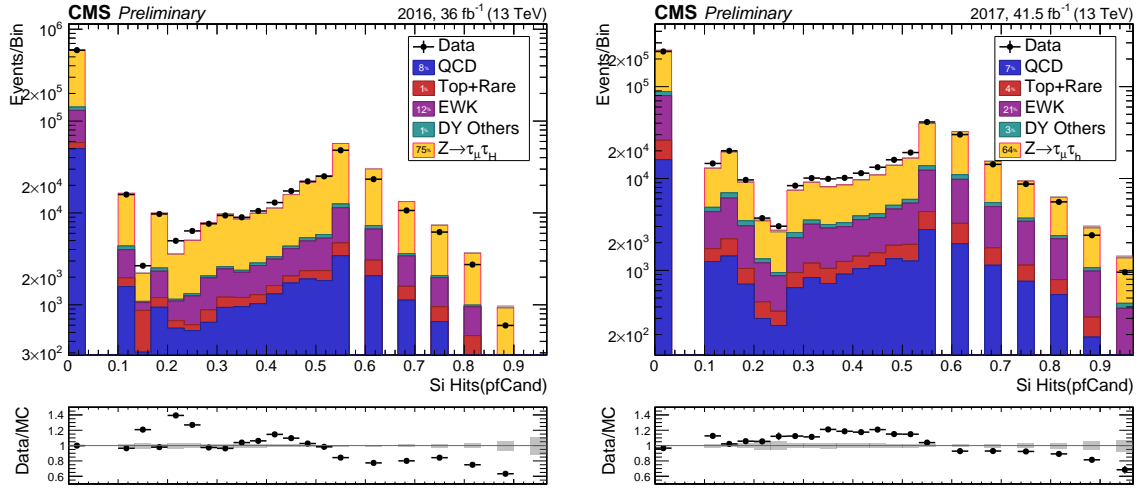 CMS Preliminary 2016, 36 fb⁻¹ (13 TeV)
Events/Bin
10⁶
2×10⁵
10⁵
2×10⁴
10⁴
2×10³
10³
3×10²
Data
8% QCD
1% Top+Rare
12% EWK
1% DY Others
75% Z→τμτH
0 0.1 0.2 0.3 0.4 0.5 0.6 0.7 0.8 0.9
Si Hits(pfCand)
Data/MC
1.4
1.2
1
0.8
0.6
CMS Preliminary 2017, 41.5 fb⁻¹ (13 TeV)
Events/Bin
2×10⁵
10⁵
2×10⁴
10⁴
2×10³
10³
2×10²
Data
7% QCD
4% Top+Rare
21% EWK
3% DY Others
64% Z→τμτh
0 0.1 0.2 0.3 0.4 0.5 0.6 0.7 0.8 0.9
Si Hits(pfCand)
Data/MC
1.4
1.2
1
0.8
0.6